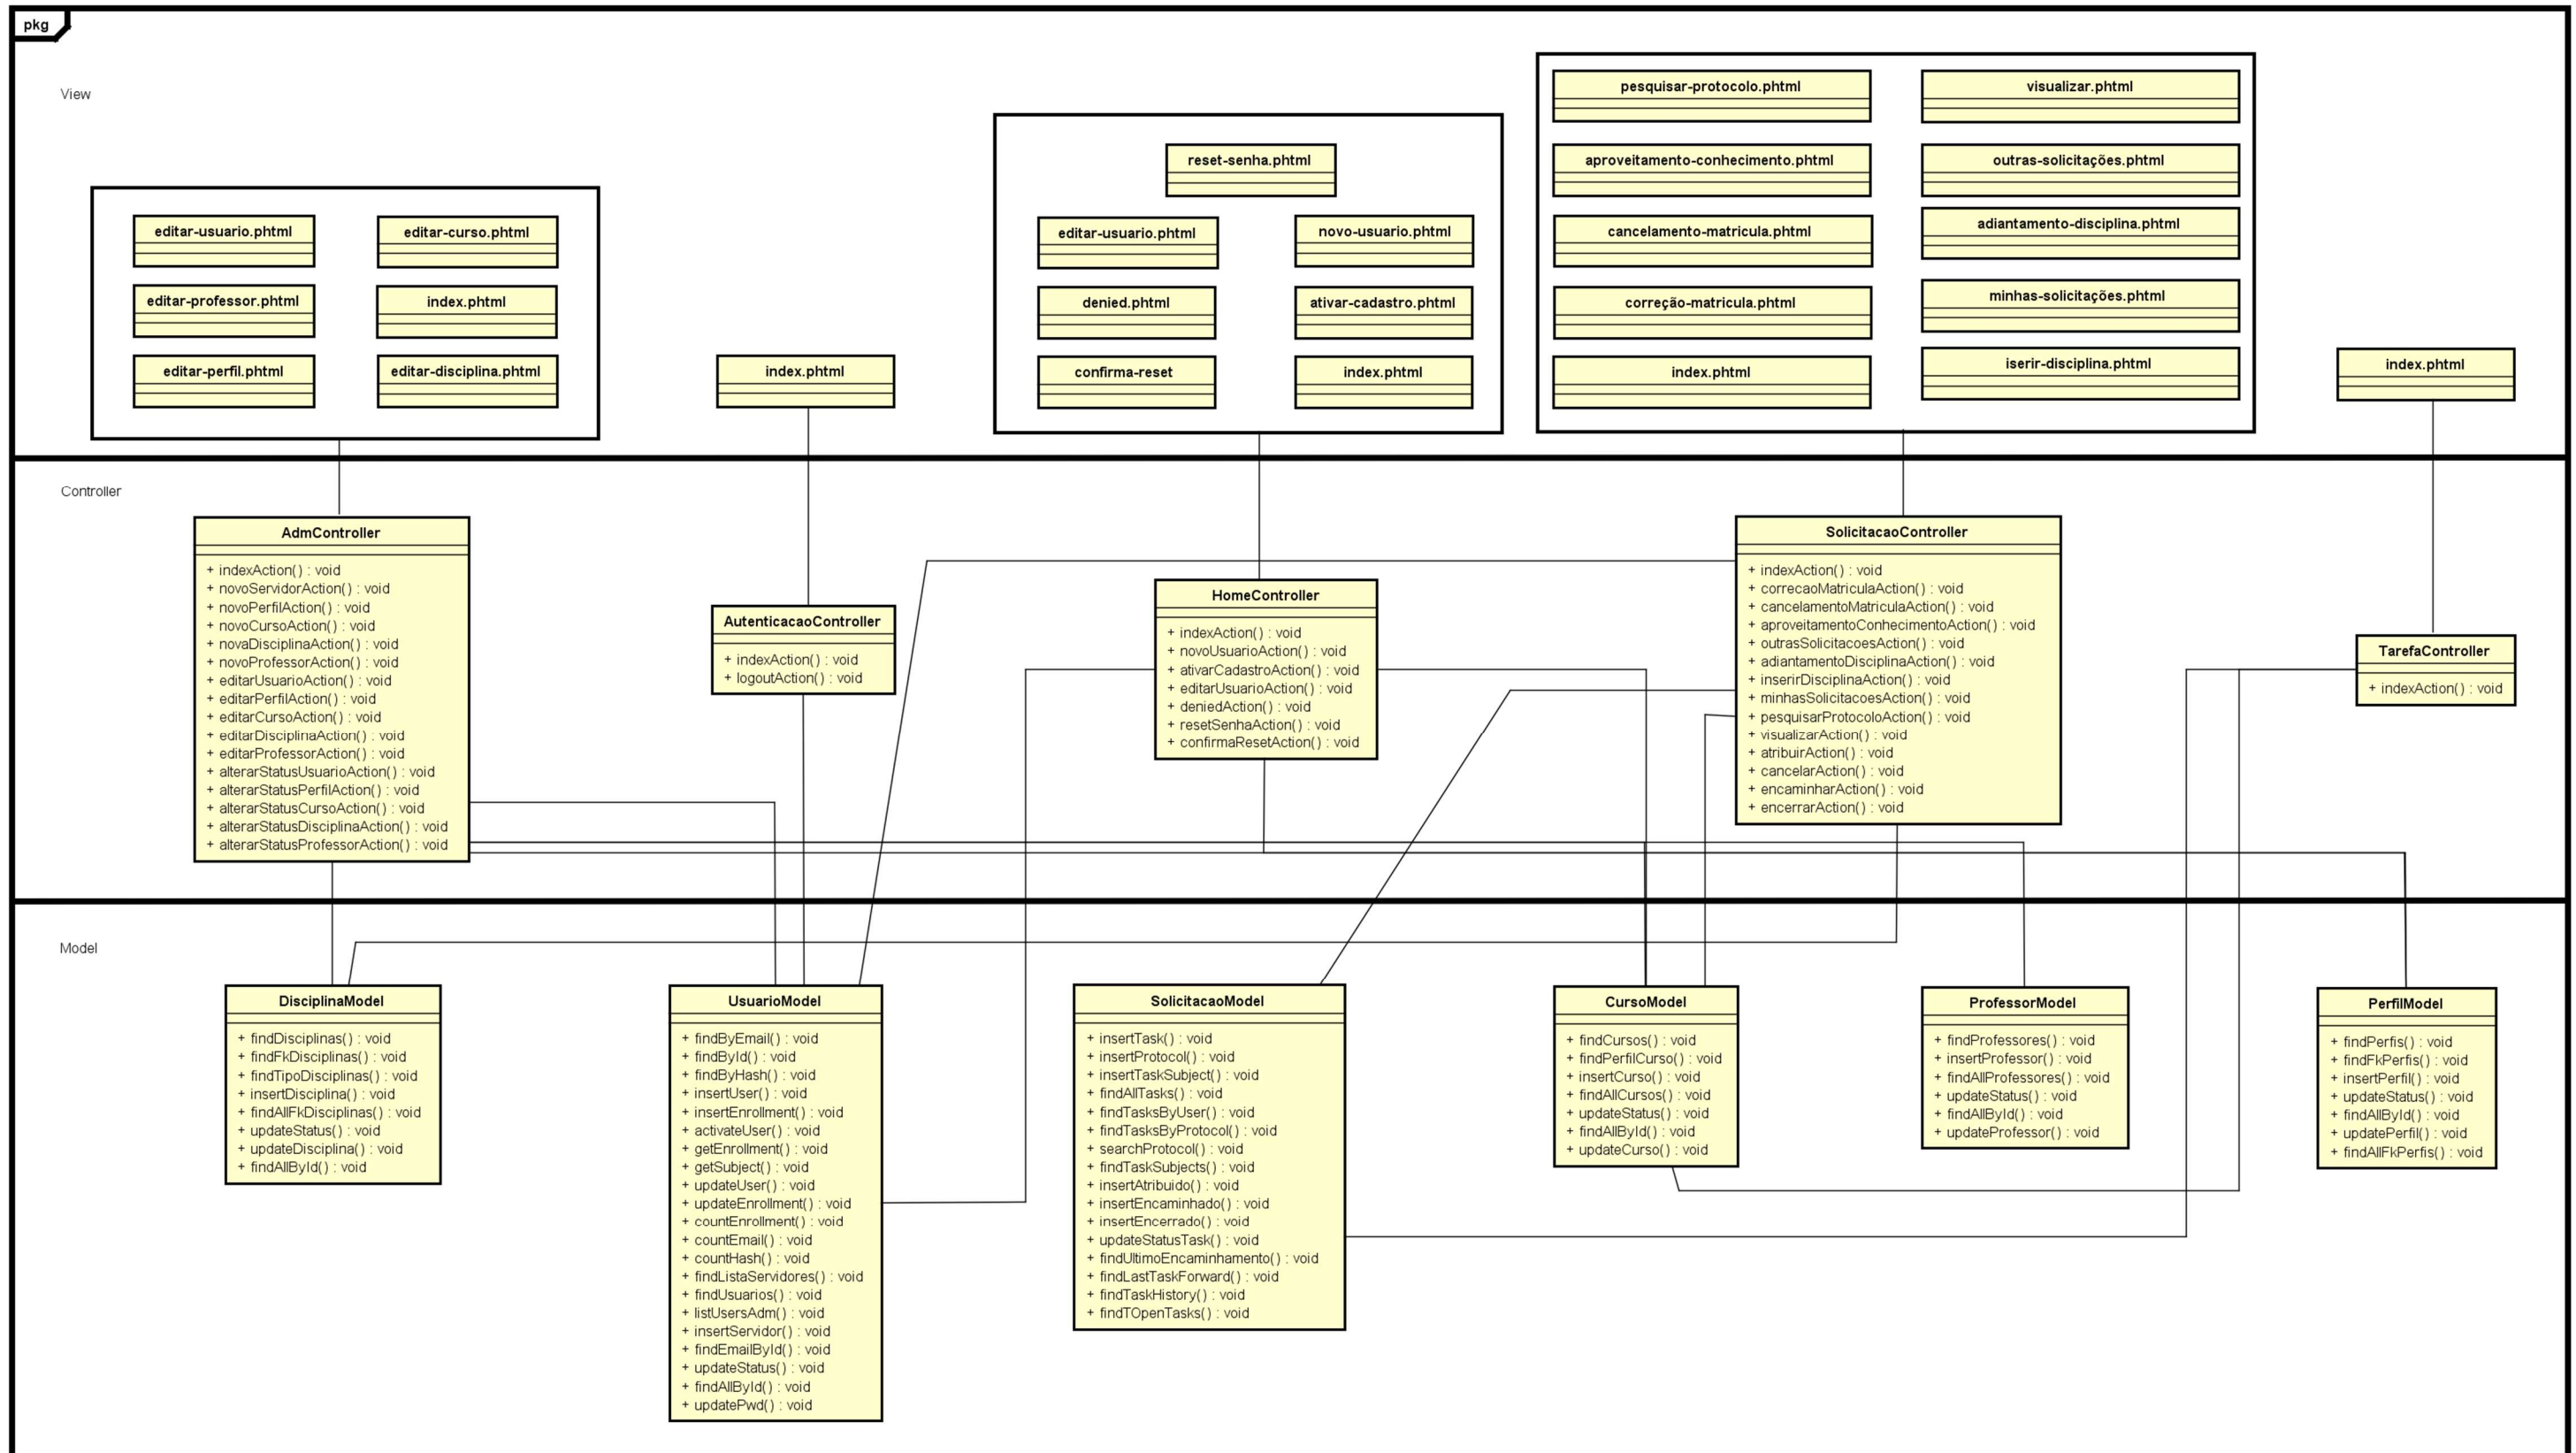 pkg
View
editar-usuario.phtml
editar-curso.phtml
editar-professor.phtml
index.phtml
editar-perfil.phtml
editar-disciplina.phtml
index.phtml
reset-senha.phtml
editar-usuario.phtml
novo-usuario.phtml
denied.phtml
ativar-cadastro.phtml
confirma-reset
index.phtml
pesquisar-protocolo.phtml
visualizar.phtml
aproveitamento-conhecimento.phtml
outras-solicitações.phtml
cancelamento-matricula.phtml
adiantamento-disciplina.phtml
correção-matricula.phtml
minhas-solicitações.phtml
index.phtml
iserir-disciplina.phtml
index.phtml
Controller
AdmController
+ indexAction() : void
+ novoServidorAction() : void
+ novoPerfilAction() : void
+ novoCursoAction() : void
+ novaDisciplinaAction() : void
+ novoProfessorAction() : void
+ editarUsuarioAction() : void
+ editarPerfilAction() : void
+ editarCursoAction() : void
+ editarDisciplinaAction() : void
+ editarProfessorAction() : void
+ alterarStatusUsuarioAction() : void
+ alterarStatusPerfilAction() : void
+ alterarStatusCursoAction() : void
+ alterarStatusDisciplinaAction() : void
+ alterarStatusProfessorAction() : void
AutenticacaoController
+ indexAction() : void
+ logoutAction() : void
HomeController
+ indexAction() : void
+ novoUsuarioAction() : void
+ ativarCadastroAction() : void
+ editarUsuarioAction() : void
+ deniedAction() : void
+ resetSenhaAction() : void
+ confirmaResetAction() : void
SolicitacaoController
+ indexAction() : void
+ correcaoMatriculaAction() : void
+ cancelamentoMatriculaAction() : void
+ aproveitamentoConhecimentoAction() : void
+ outrasSolicitacoesAction() : void
+ adiantamentoDisciplinaAction() : void
+ inserirDisciplinaAction() : void
+ minhasSolicitacoesAction() : void
+ pesquisarProtocoloAction() : void
+ visualizarAction() : void
+ atribuirAction() : void
+ cancelarAction() : void
+ encaminharAction() : void
+ encerrarAction() : void
TarefaController
+ indexAction() : void
Model
DisciplinaModel
+ findDisciplinas() : void
+ findFkDisciplinas() : void
+ findTipoDisciplinas() : void
+ insertDisciplina() : void
+ findAllFkDisciplinas() : void
+ updateStatus() : void
+ updateDisciplina() : void
+ findAllById() : void
UsuarioModel
+ findByEmail() : void
+ findById() : void
+ findByHash() : void
+ insertUser() : void
+ insertEnrollment() : void
+ activateUser() : void
+ getEnrollment() : void
+ getSubject() : void
+ updateUser() : void
+ updateEnrollment() : void
+ countEnrollment() : void
+ countEmail() : void
+ countHash() : void
+ findListaServidores() : void
+ findUsuarios() : void
+ listUsersAdm() : void
+ insertServidor() : void
+ findEmailById() : void
+ updateStatus() : void
+ findAllById() : void
+ updatePwd() : void
SolicitacaoModel
+ insertTask() : void
+ insertProtocol() : void
+ insertTaskSubject() : void
+ findAllTasks() : void
+ findTasksByUser() : void
+ findTasksByProtocol() : void
+ searchProtocol() : void
+ findTaskSubjects() : void
+ insertAtribuido() : void
+ insertEncaminhado() : void
+ insertEncerrado() : void
+ updateStatusTask() : void
+ findUltimoEncaminhamento() : void
+ findLastTaskForward() : void
+ findTaskHistory() : void
+ findTOpenTasks() : void
CursoModel
+ findCursos() : void
+ findPerfilCurso() : void
+ insertCurso() : void
+ findAllCursos() : void
+ updateStatus() : void
+ findAllById() : void
+ updateCurso() : void
ProfessorModel
+ findProfessores() : void
+ insertProfessor() : void
+ findAllProfessores() : void
+ updateStatus() : void
+ findAllById() : void
+ updateProfessor() : void
PerfilModel
+ findPerfis() : void
+ findFkPerfis() : void
+ insertPerfil() : void
+ updateStatus() : void
+ findAllById() : void
+ updatePerfil() : void
+ findAllFkPerfis() : void